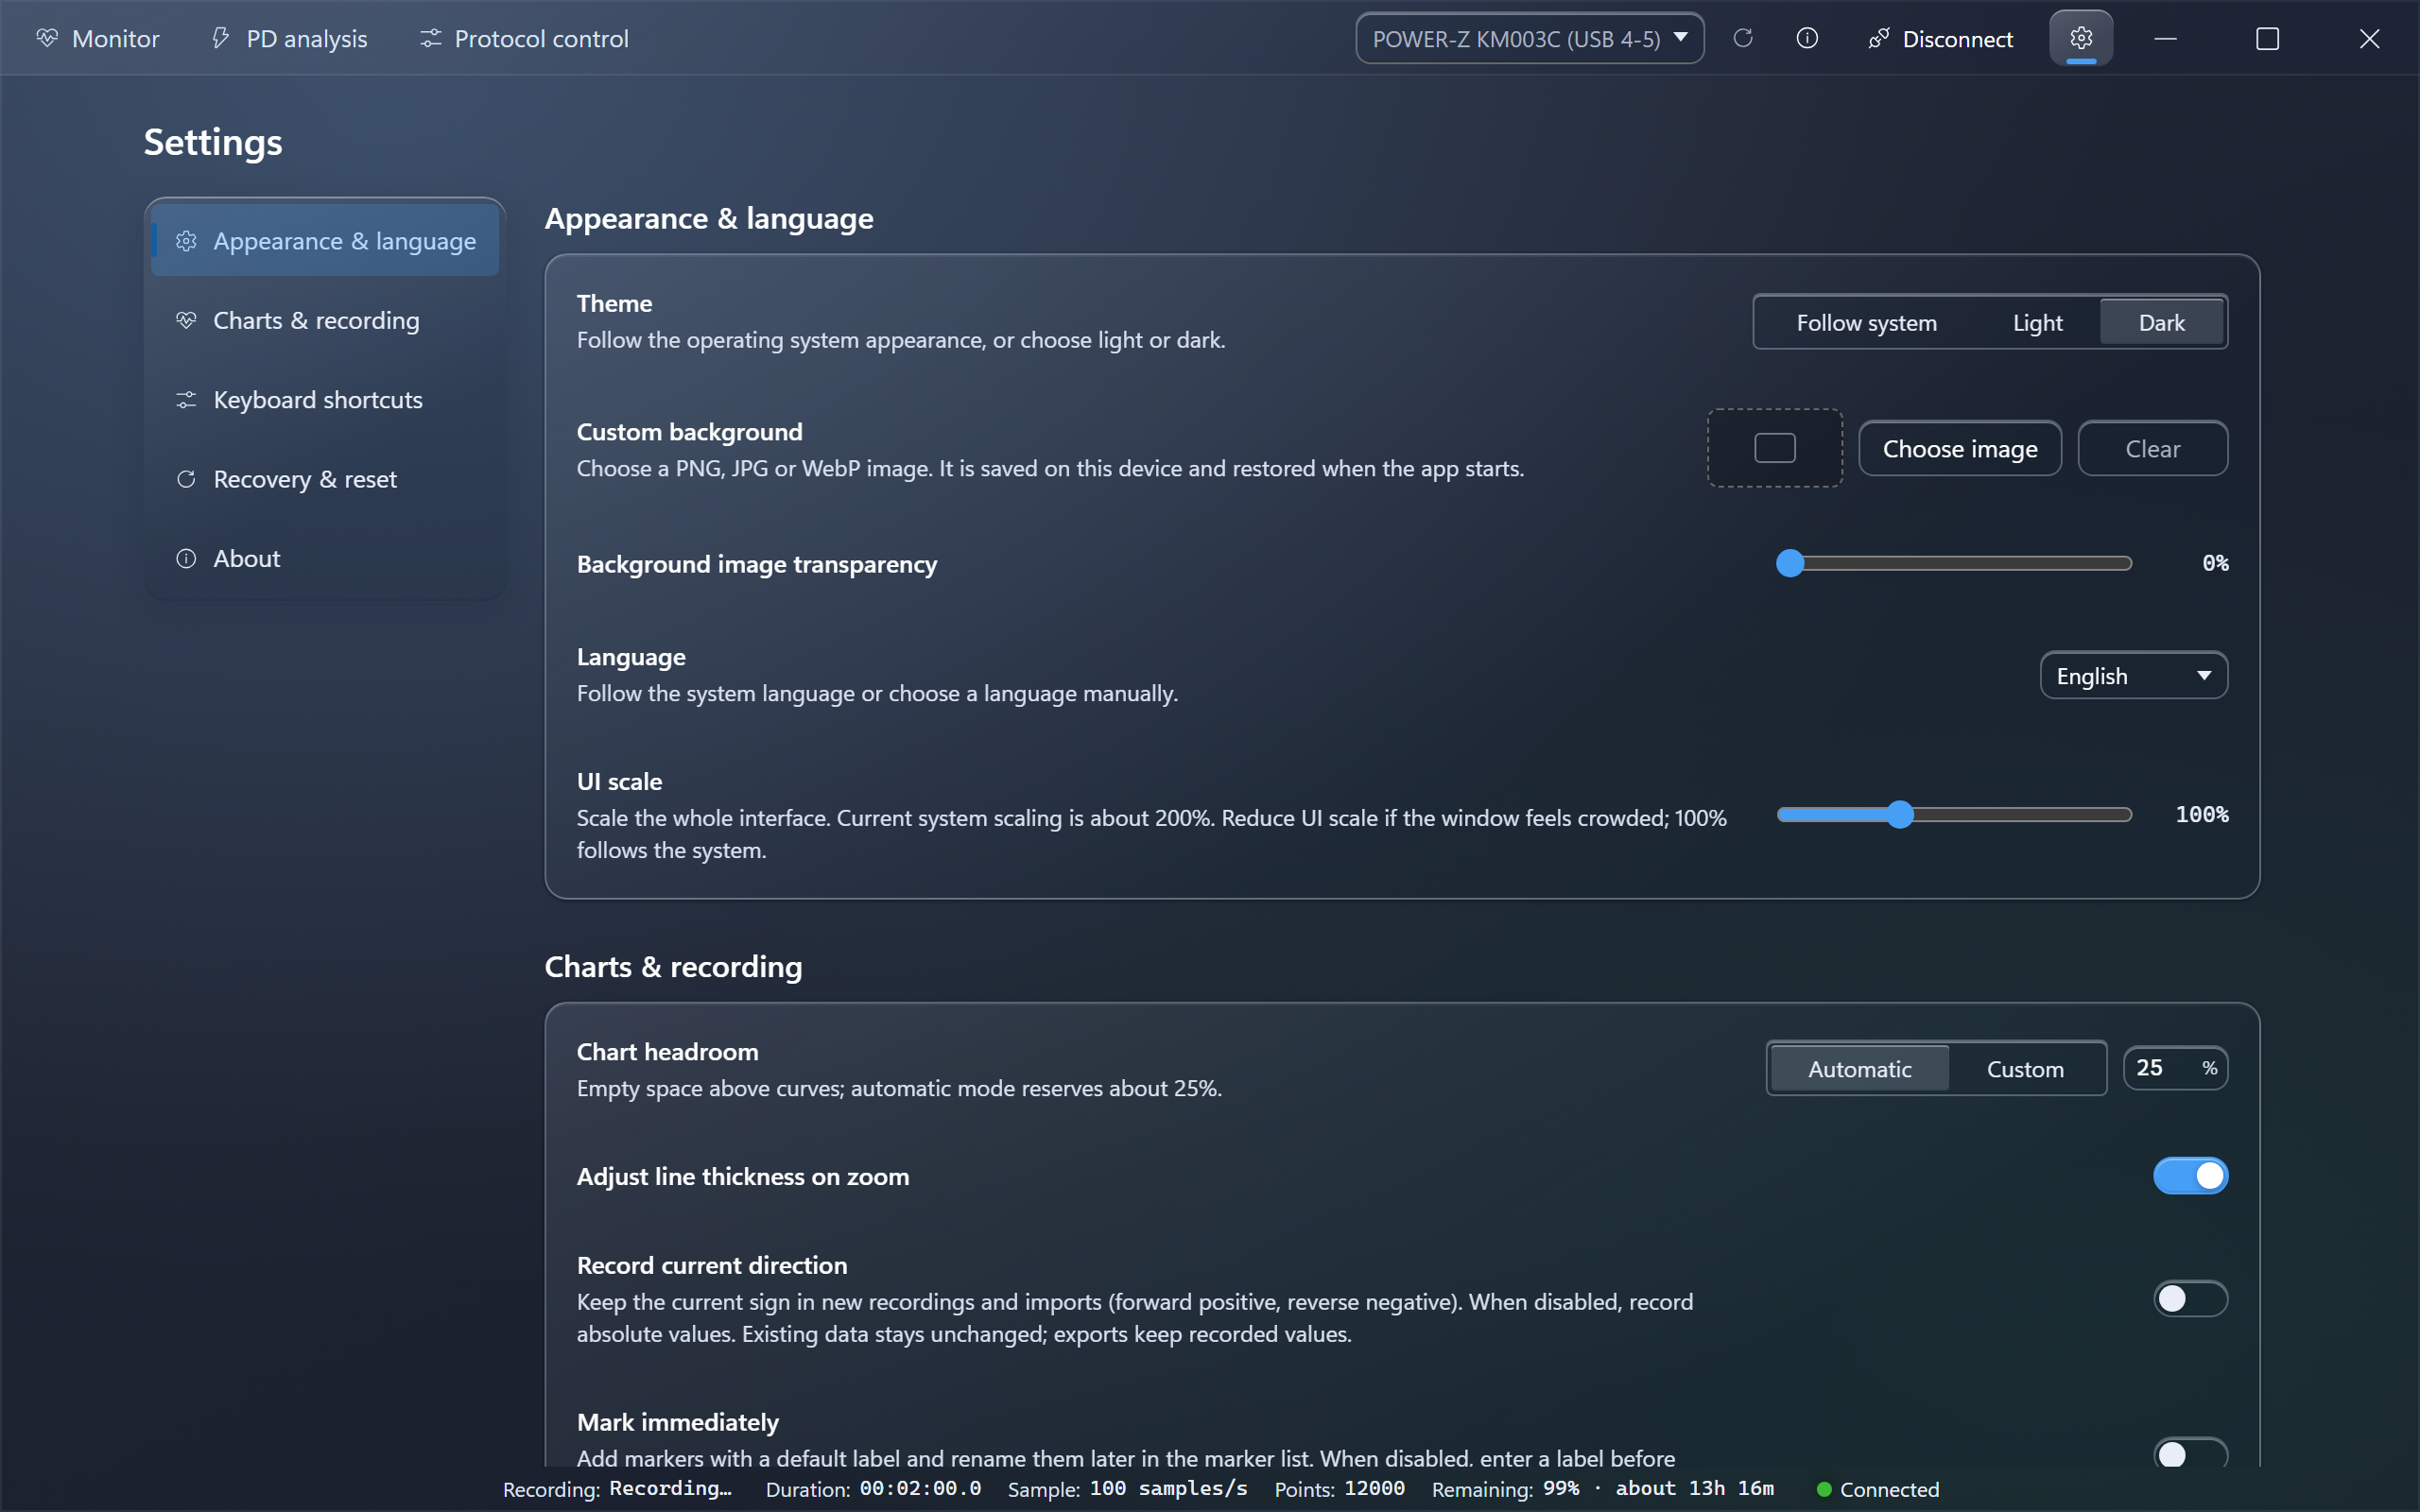 Monitor
PD analysis
Protocol control
POWER-Z KM003C (USB 4-5)
Disconnect
Settings
Appearance & language
Charts & recording
Keyboard shortcuts
Recovery & reset
About
Appearance & language
Theme
Follow the operating system appearance, or choose light or dark.
Follow system
Light
Dark
Custom background
Choose a PNG, JPG or WebP image. It is saved on this device and restored when the app starts.
Choose image
Clear
Background image transparency
0%
Language
Follow the system language or choose a language manually.
English
UI scale
Scale the whole interface. Current system scaling is about 200%. Reduce UI scale if the window feels crowded; 100%
follows the system.
100%
Charts & recording
Chart headroom
Empty space above curves; automatic mode reserves about 25%.
Automatic
Custom
25 %
Adjust line thickness on zoom
Record current direction
Keep the current sign in new recordings and imports (forward positive, reverse negative). When disabled, record
absolute values. Existing data stays unchanged; exports keep recorded values.
Mark immediately
Add markers with a default label and rename them later in the marker list. When disabled, enter a label before
Recording: Recording… Duration: 00:02:00.0 Sample: 100 samples/s Points: 12000 Remaining: 99% · about 13h 16m Connected